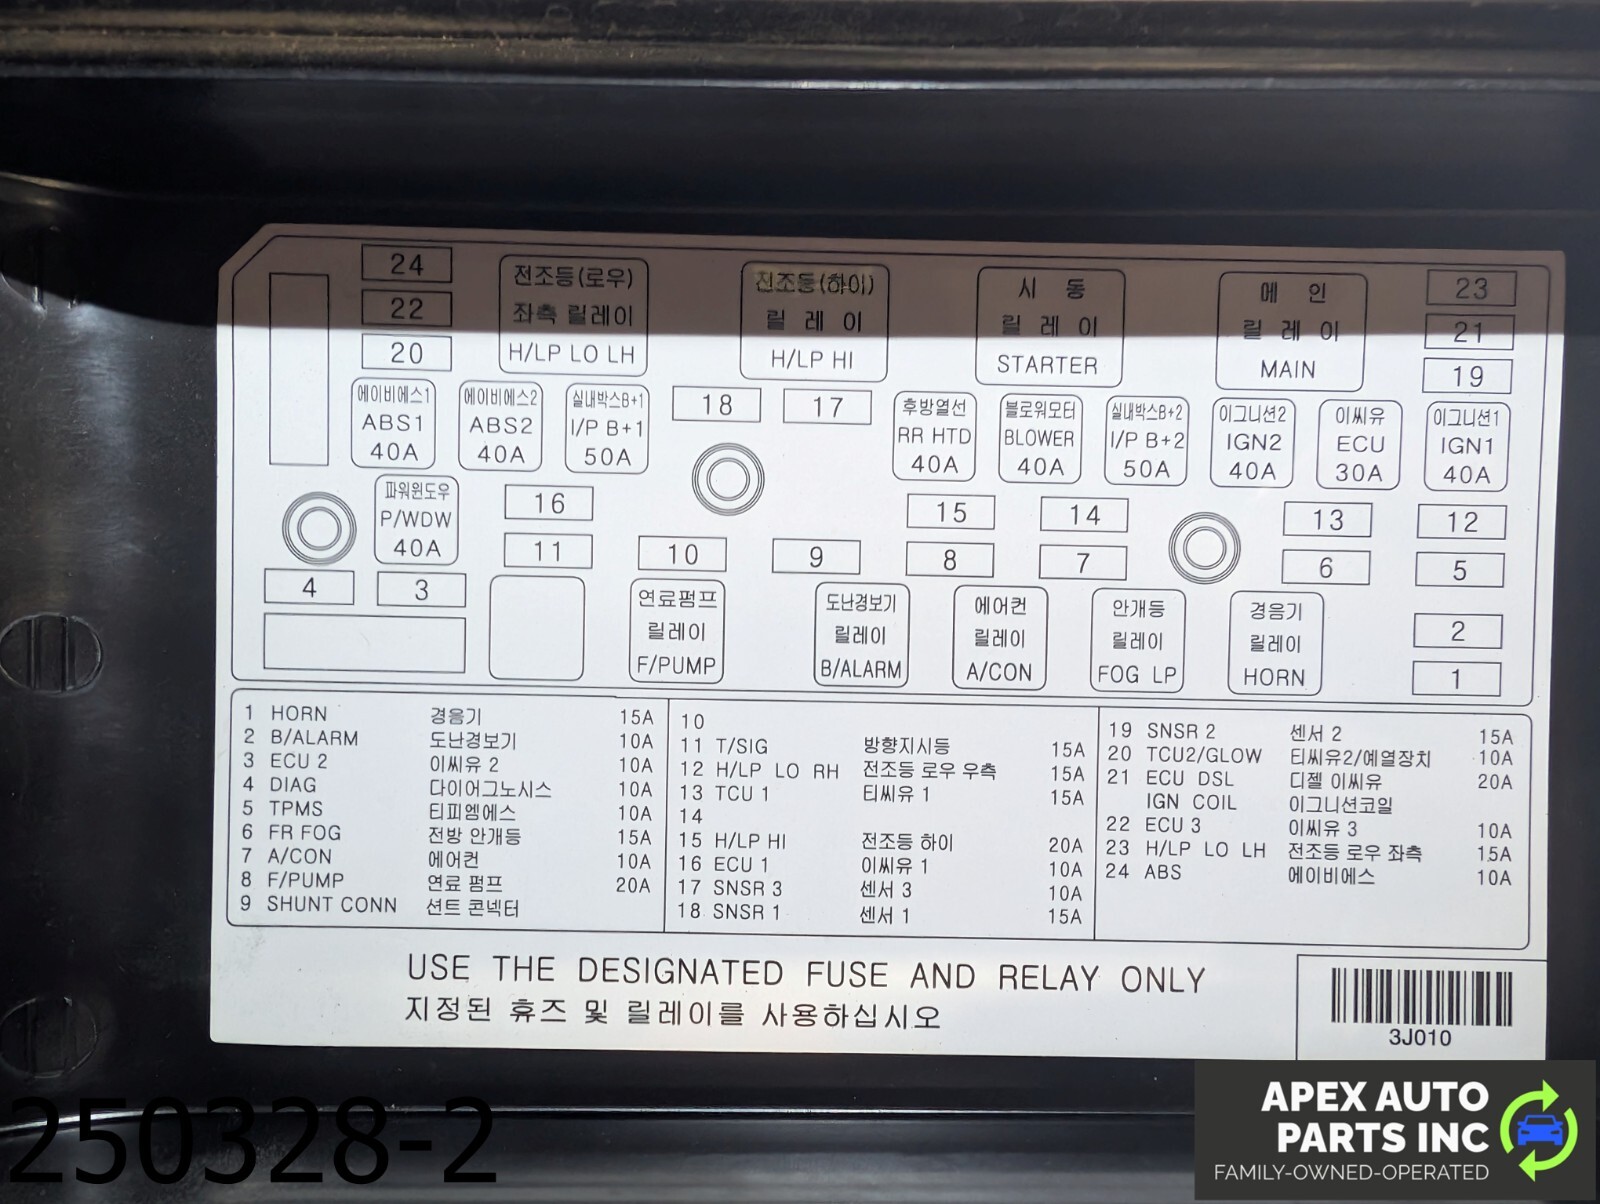 24
22
20
전조등(로우)
좌측 릴레이
H/LP LO LH
전조등(하이)
릴 레 이
H/LP HI
시 동
릴 레 이
STARTER
메 인
릴 레 이
MAIN
23
21
19
에이비에스1
ABS1
40A
에이비에스2
ABS2
40A
실내박스B+1
I/P B+1
50A
18
17
후방열선
RR HTD
40A
블로워모터
BLOWER
40A
실내박스B+2
I/P B+2
50A
이그니션2
IGN2
40A
이씨유
ECU
30A
이그니션1
IGN1
40A
파워윈도우
P/WDW
40A
16
15
14
13
12
11
10
9
8
7
6
5
4
3
연료펌프
릴레이
F/PUMP
도난경보기
릴레이
B/ALARM
에어컨
릴레이
A/CON
안개등
릴레이
FOG LP
경음기
릴레이
HORN
2
1
1 HORN 경음기 15A
2 B/ALARM 도난경보기 10A
3 ECU 2 이씨유 2 10A
4 DIAG 다이어그노시스 10A
5 TPMS 티피엠에스 10A
6 FR FOG 전방 안개등 15A
7 A/CON 에어컨 10A
8 F/PUMP 연료 펌프 20A
9 SHUNT CONN 션트 콘넥터
10
11 T/SIG 방향지시등 15A
12 H/LP LO RH 전조등 로우 우측 15A
13 TCU 1 티씨유 1 15A
14
15 H/LP HI 전조등 하이 20A
16 ECU 1 이씨유 1 10A
17 SNSR 3 센서 3 10A
18 SNSR 1 센서 1 15A
19 SNSR 2 센서 2 15A
20 TCU2/GLOW 티씨유2/예열장치 10A
21 ECU DSL 디젤 이씨유 20A
IGN COIL 이그니션코일
22 ECU 3 이씨유 3 10A
23 H/LP LO LH 전조등 로우 좌측 15A
24 ABS 에이비에스 10A
USE THE DESIGNATED FUSE AND RELAY ONLY
지정된 휴즈 및 릴레이를 사용하십시오
3J010
250328-2
APEX AUTO
PARTS INC
FAMILY-OWNED-OPERATED